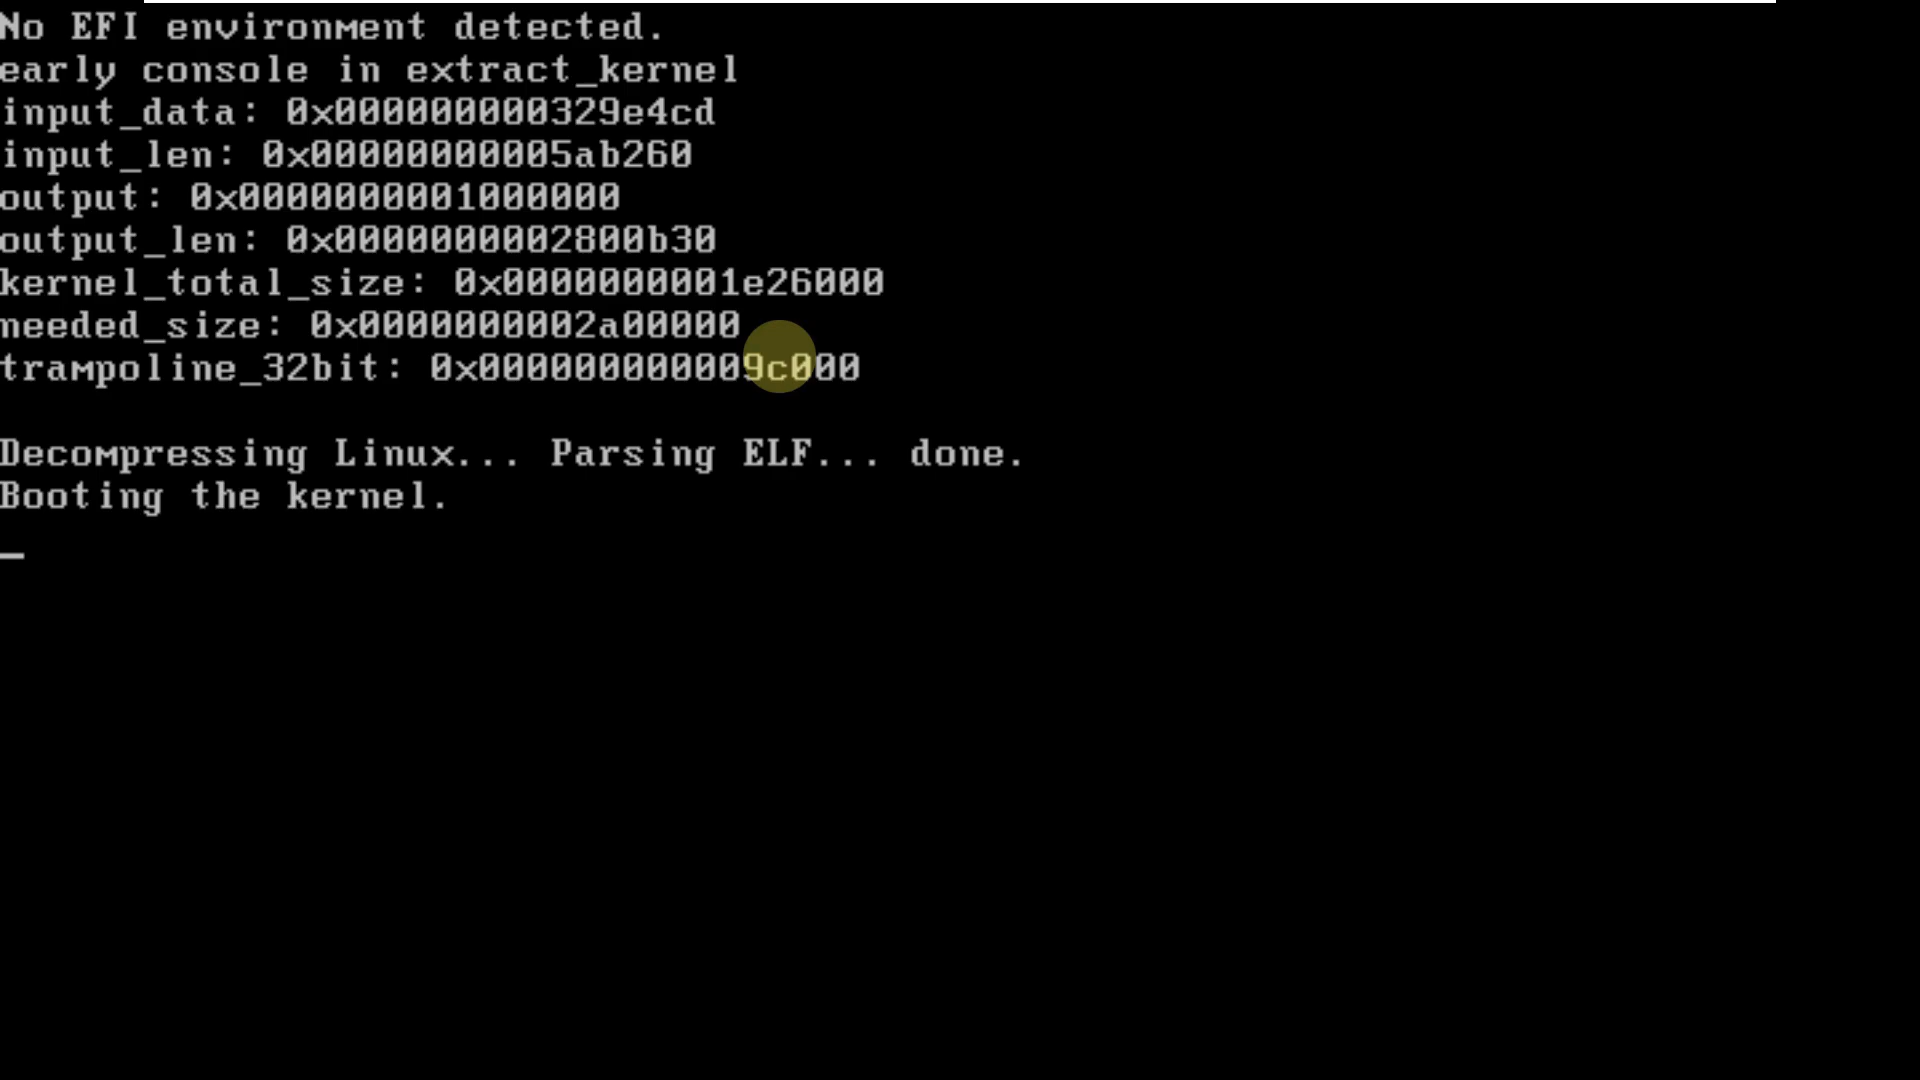 No EFI environment detected.
early console in extract_kernel
input_data: 0x000000000329e4cd
input_len: 0x00000000005ab260
output: 0x0000000001000000
output_len: 0x0000000002800b30
kernel_total_size: 0x0000000001e26000
needed_size: 0x0000000002a00000
trampoline_32bit: 0x000000000009c000
Decompressing Linux... Parsing ELF... done.
Booting the kernel.